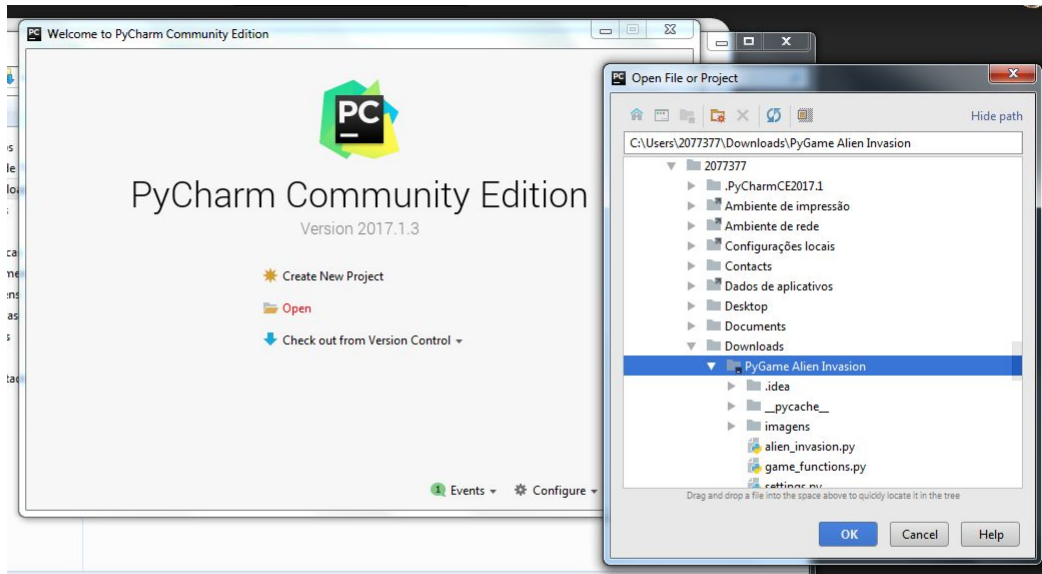 Welcome to PyCharm Community Edition
PC
PyCharm Community Edition
Version 2017.1.3
Create New Project
Open
Check out from Version Control
1 Events
Configure
Open File or Project
Hide path
C:\Users\2077377\Downloads\PyGame Alien Invasion
2077377
.PyCharmCE2017.1
Ambiente de impressão
Ambiente de rede
Configurações locais
Contacts
Dados de aplicativos
Desktop
Documents
Downloads
PyGame Alien Invasion
.idea
__pycache__
imagens
alien_invasion.py
game_functions.py
settings.py
Drag and drop a file into the space above to quickly locate it in the tree
OK Cancel Help